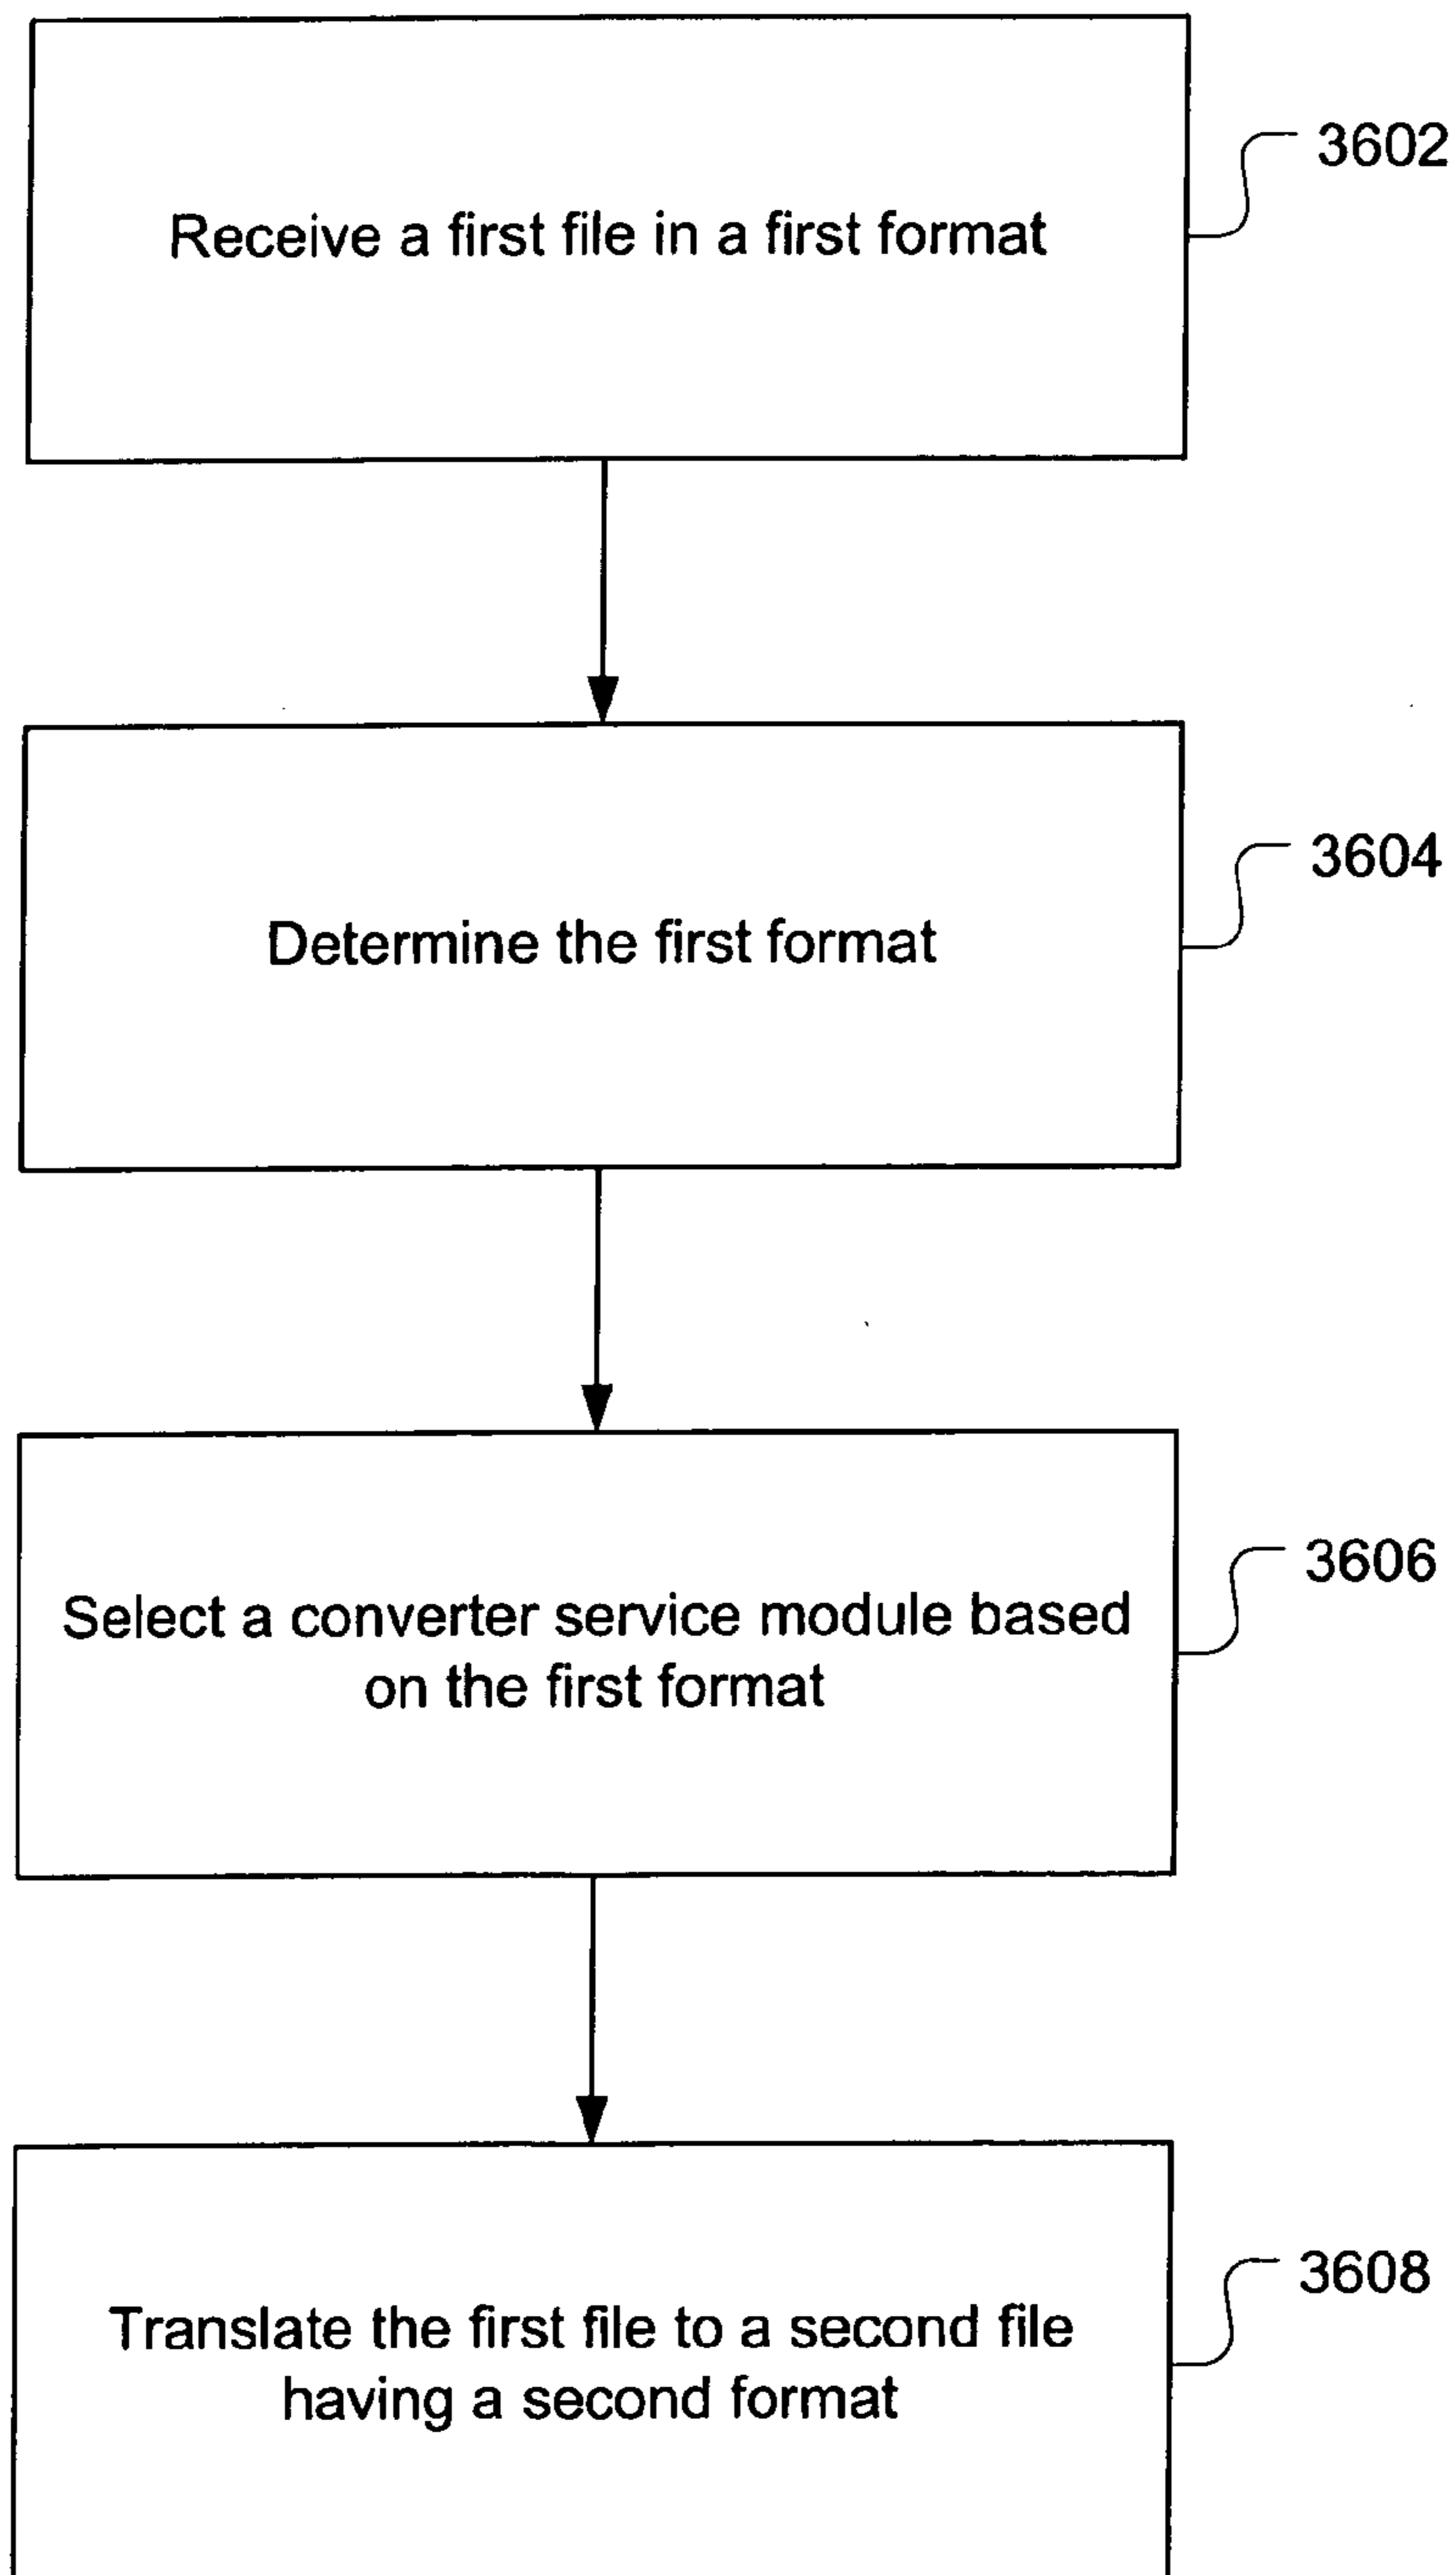 Receive a first file in a first format
3602
Determine the first format
3604
Select a converter service module based
on the first format
3606
Translate the first file to a second file
having a second format
3608